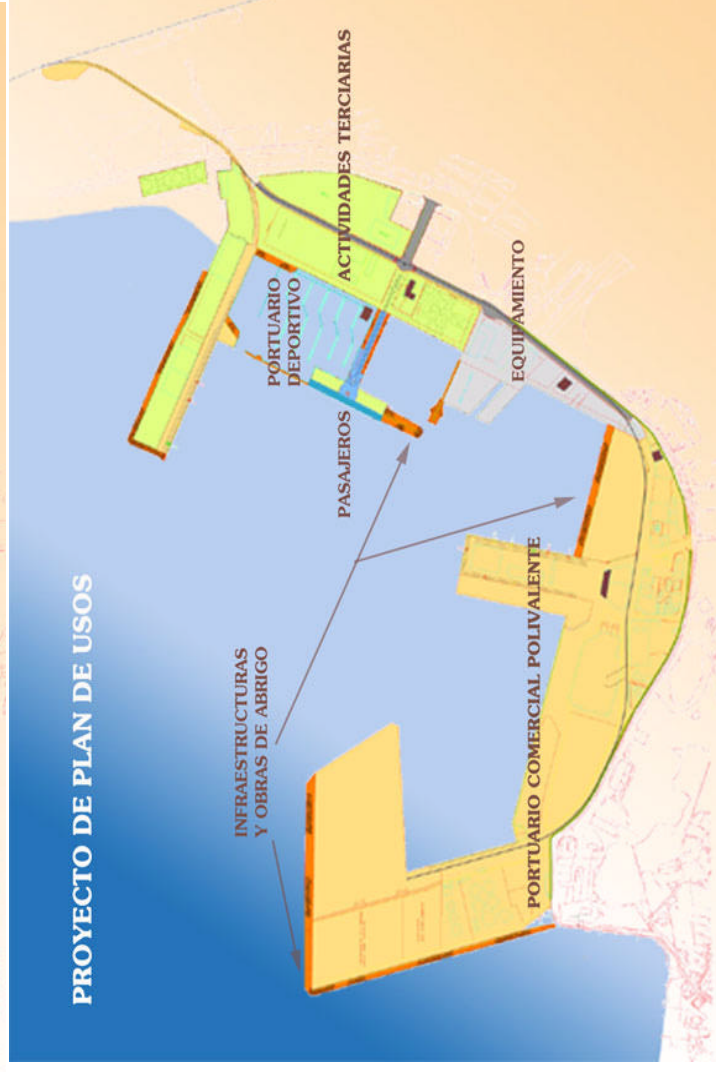 PROYECTO DE PLAN DE USOS
INFRAESTRUCTURAS
Y OBRAS DE ABRIGO
PORTUARIO
DEPORTIVO
PASAJEROS
ACTIVIDADES TERCIARIAS
EQUIPAMIENTO
PORTUARIO COMERCIAL POLIVALENTE